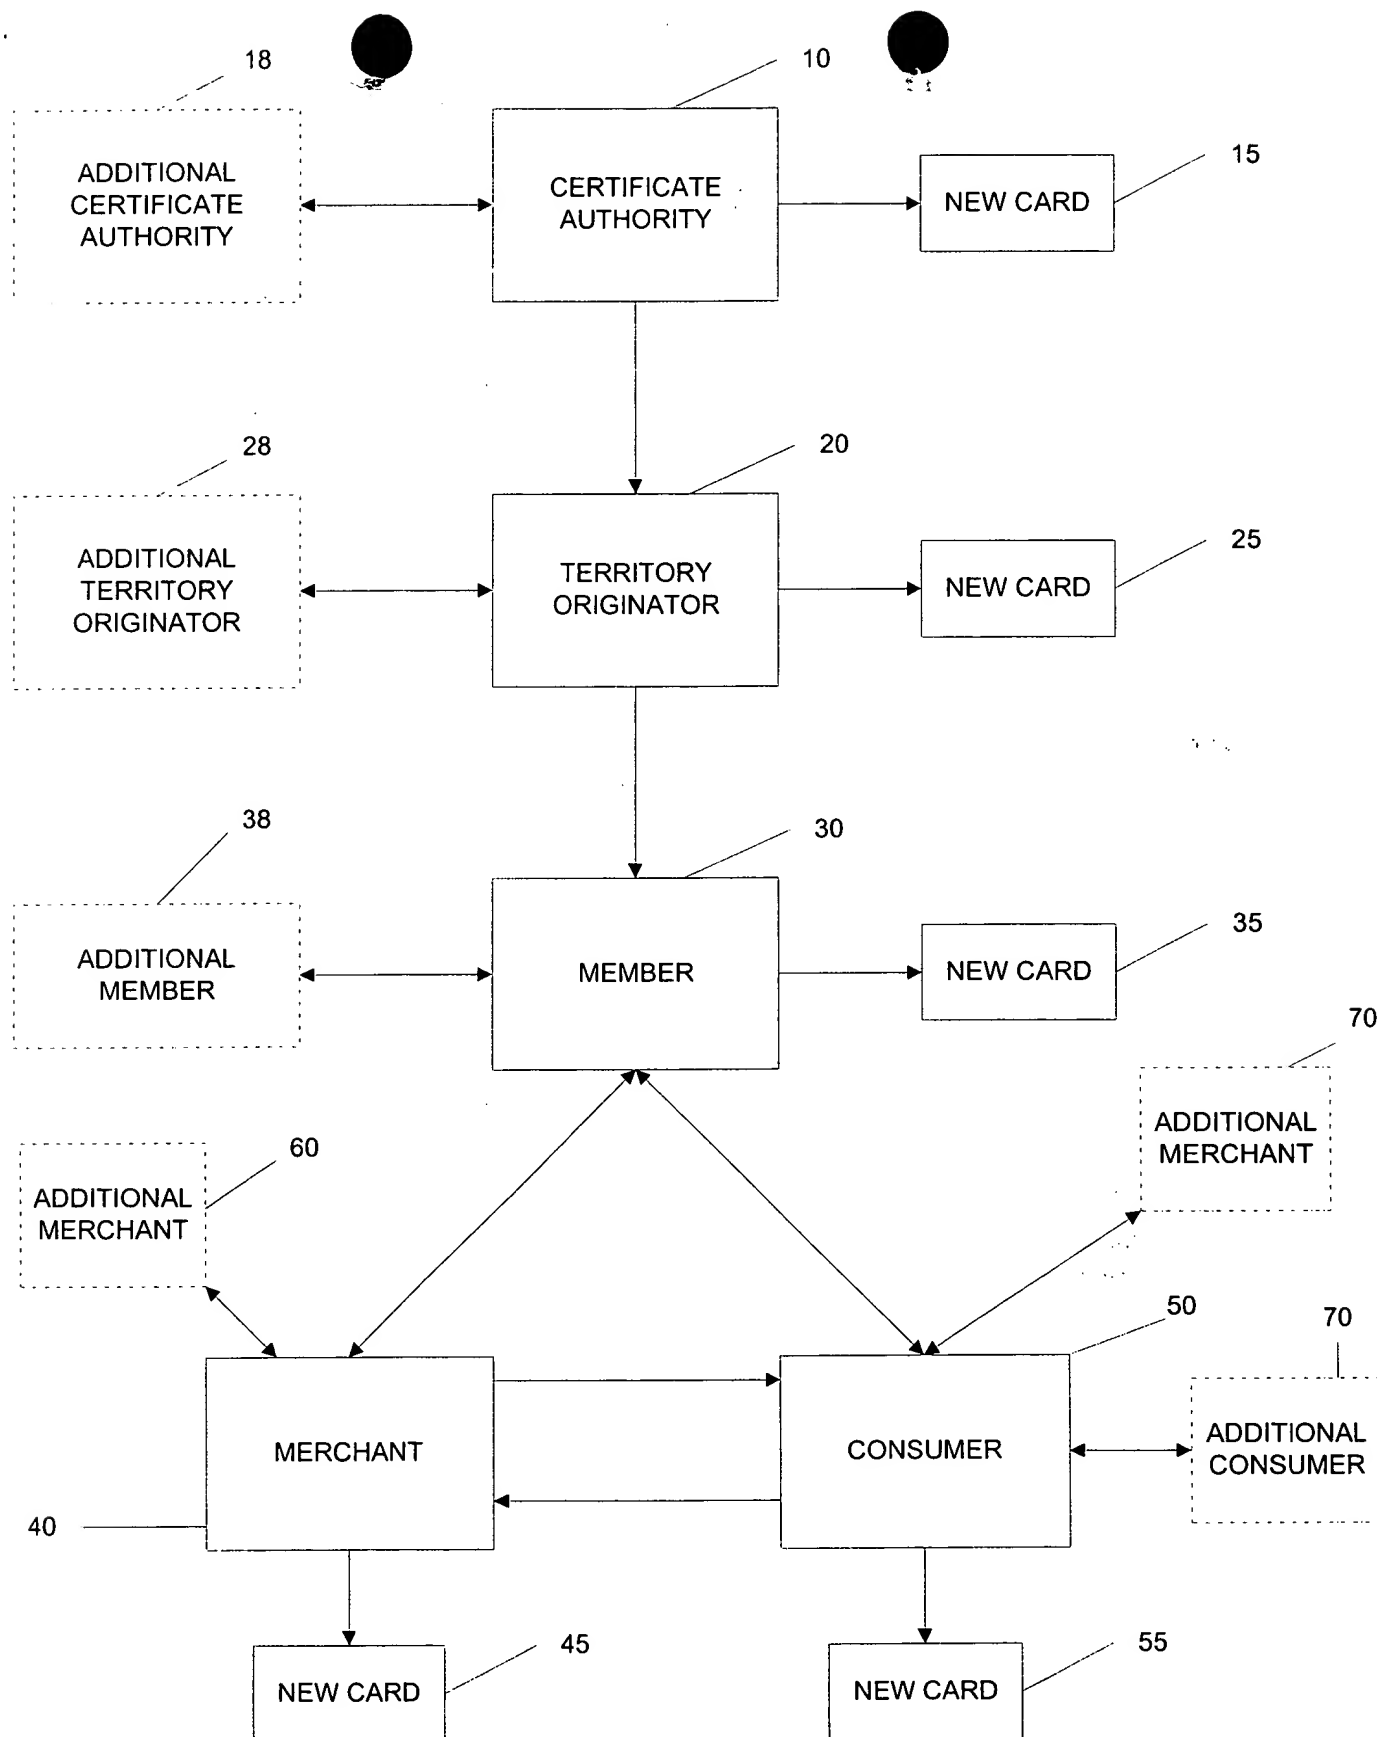 18
10
ADDITIONAL
CERTIFICATE
AUTHORITY
CERTIFICATE
AUTHORITY
NEW CARD
15
28
20
ADDITIONAL
TERRITORY
ORIGINATOR
TERRITORY
ORIGINATOR
NEW CARD
25
38
30
ADDITIONAL
MEMBER
MEMBER
NEW CARD
35
70
60
ADDITIONAL
MERCHANT
ADDITIONAL
MERCHANT
50
70
MERCHANT
CONSUMER
ADDITIONAL
CONSUMER
40
45
55
NEW CARD
NEW CARD